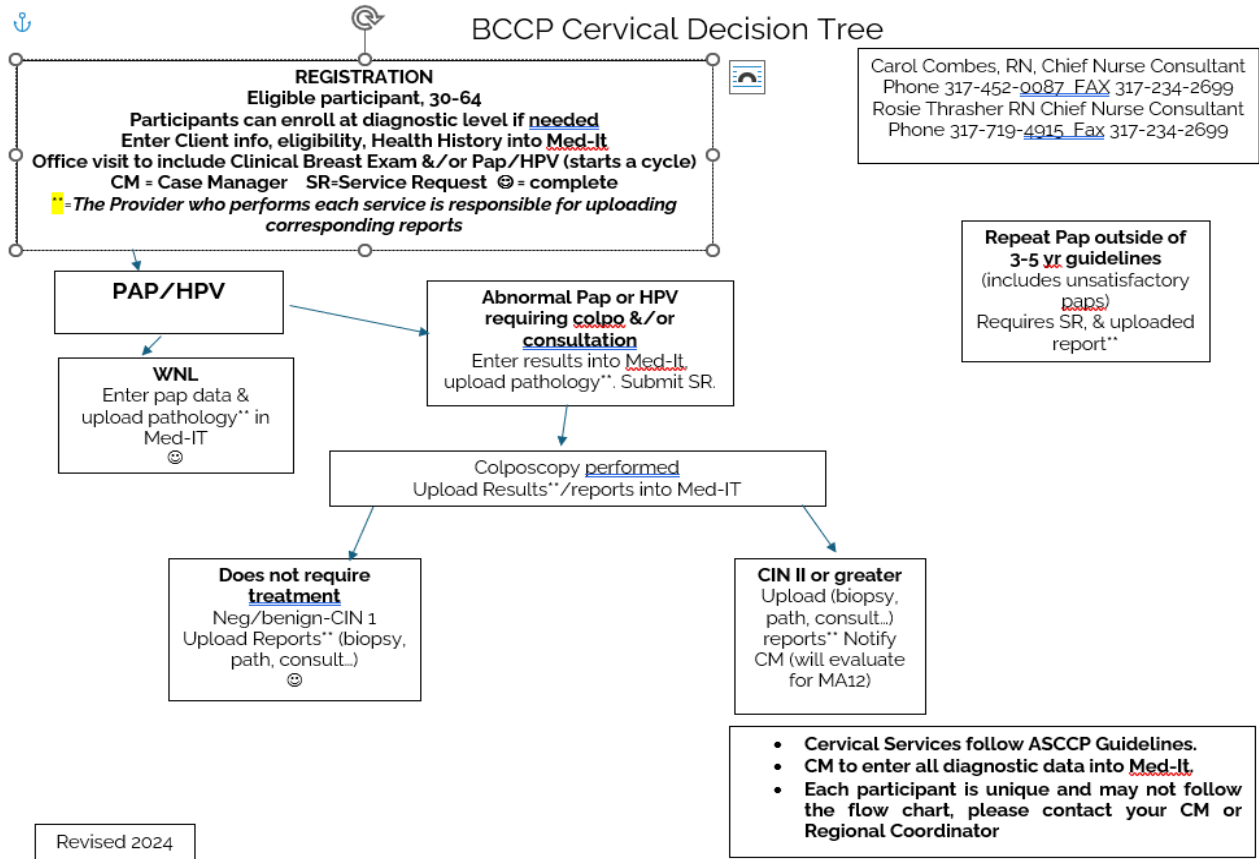 BCCP Cervical Decision Tree
REGISTRATION
Eligible participant, 30-64
Participants can enroll at diagnostic level if needed
Enter Client info, eligibility, Health History into Med-It
Office visit to include Clinical Breast Exam &/or Pap/HPV (starts a cycle)
CM = Case Manager SR=Service Request ☺ = complete
**=The Provider who performs each service is responsible for uploading
corresponding reports
Carol Combes, RN, Chief Nurse Consultant
Phone 317-452-0087 FAX 317-234-2699
Rosie Thrasher RN Chief Nurse Consultant
Phone 317-719-4915 Fax 317-234-2699
Repeat Pap outside of
3-5 yr guidelines
(includes unsatisfactory
paps)
Requires SR, & uploaded
report**
PAP/HPV
Abnormal Pap or HPV
requiring colpo &/or
consultation
Enter results into Med-It,
upload pathology**. Submit SR.
WNL
Enter pap data &
upload pathology** in
Med-IT
☺
Colposcopy performed
Upload Results**/reports into Med-IT
Does not require
treatment
Neg/benign-CIN 1
Upload Reports** (biopsy,
path, consult…)
☺
CIN II or greater
Upload (biopsy,
path, consult…)
reports** Notify
CM (will evaluate
for MA12)
• Cervical Services follow ASCCP Guidelines.
• CM to enter all diagnostic data into Med-It.
• Each participant is unique and may not follow
the flow chart, please contact your CM or
Regional Coordinator
Revised 2024